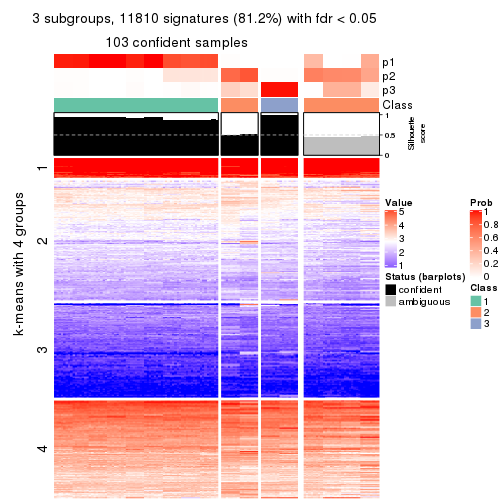 3 subgroups, 11810 signatures (81.2%) with fdr < 0.05
103 confident samples
p1
p2
p3
Class
1
0.5
0
Silhouette
score
k-means with 4 groups
1
2
3
4
Value
5
4
3
2
1
Status (barplots)
confident
ambiguous
Prob
1
0.8
0.6
0.4
0.2
0
Class
1
2
3